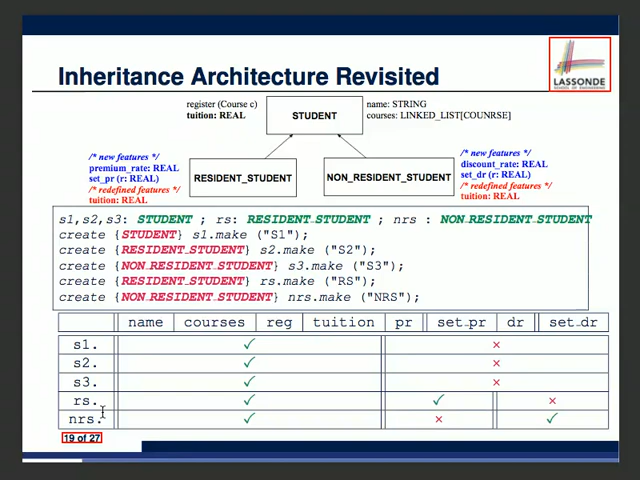 Inheritance Architecture Revisited
LASSONDE
register (Course c)
tuition: REAL
STUDENT
name: STRING
courses: LINKED_LIST[COUNRSE]
/* new features */
premium_rate: REAL
set_pr (r: REAL)
/* redefined features */
tuition: REAL
RESIDENT_STUDENT
NON_RESIDENT_STUDENT
/* new features */
discount_rate: REAL
set_dr (r: REAL)
/* redefined features */
tuition: REAL
s1,s2,s3: STUDENT ; rs: RESIDENT_STUDENT ; nrs : NON_RESIDENT_STUDENT
create {STUDENT} s1.make ("S1");
create {RESIDENT_STUDENT} s2.make ("S2");
create {NON_RESIDENT_STUDENT} s3.make ("S3");
create {RESIDENT_STUDENT} rs.make ("RS");
create {NON_RESIDENT_STUDENT} nrs.make ("NRS");
name courses reg tuition pr set_pr dr set_dr
s1. ✓ ×
s2. ✓ ×
s3. ✓ ×
rs. ✓ ✓ ×
nrs. ✓ × ✓
19 of 27